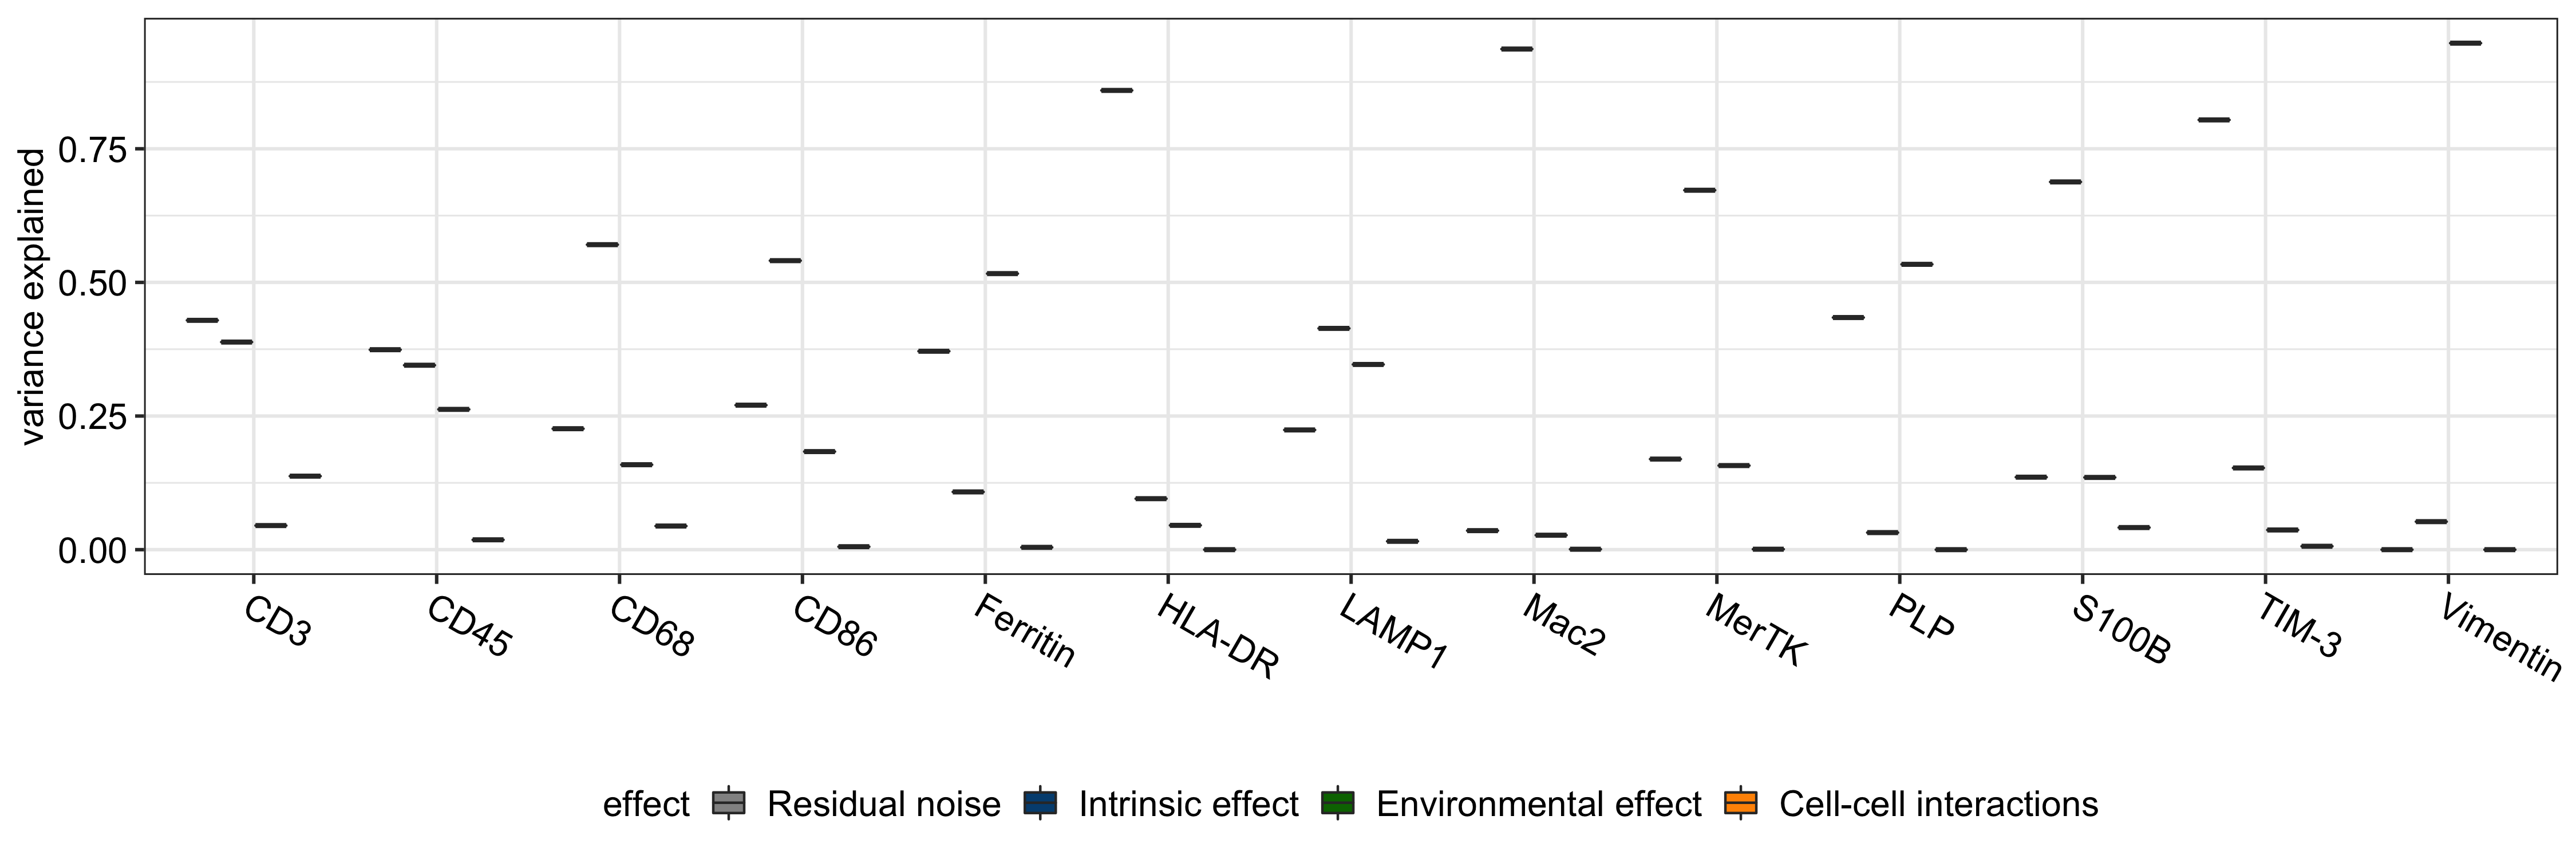 variance explained
0.75
0.50
0.25
0.00
CD3
CD45
CD68
CD86
Ferritin
HLA-DR
LAMP1
Mac2
MerTK
PLP
S100B
TIM-3
Vimentin
effect Residual noise Intrinsic effect Environmental effect Cell-cell interactions